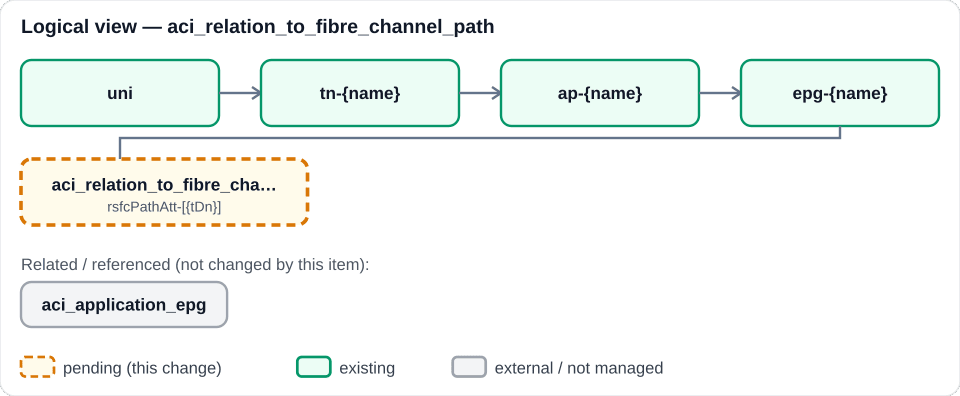 Logical view — aci_relation_to_fibre_channel_path
uni
tn-{name}
ap-{name}
epg-{name}
aci_relation_to_fibre_cha…
rsfcPathAtt-[{tDn}]
Related / referenced (not changed by this item):
aci_application_epg
pending (this change)
existing
external / not managed